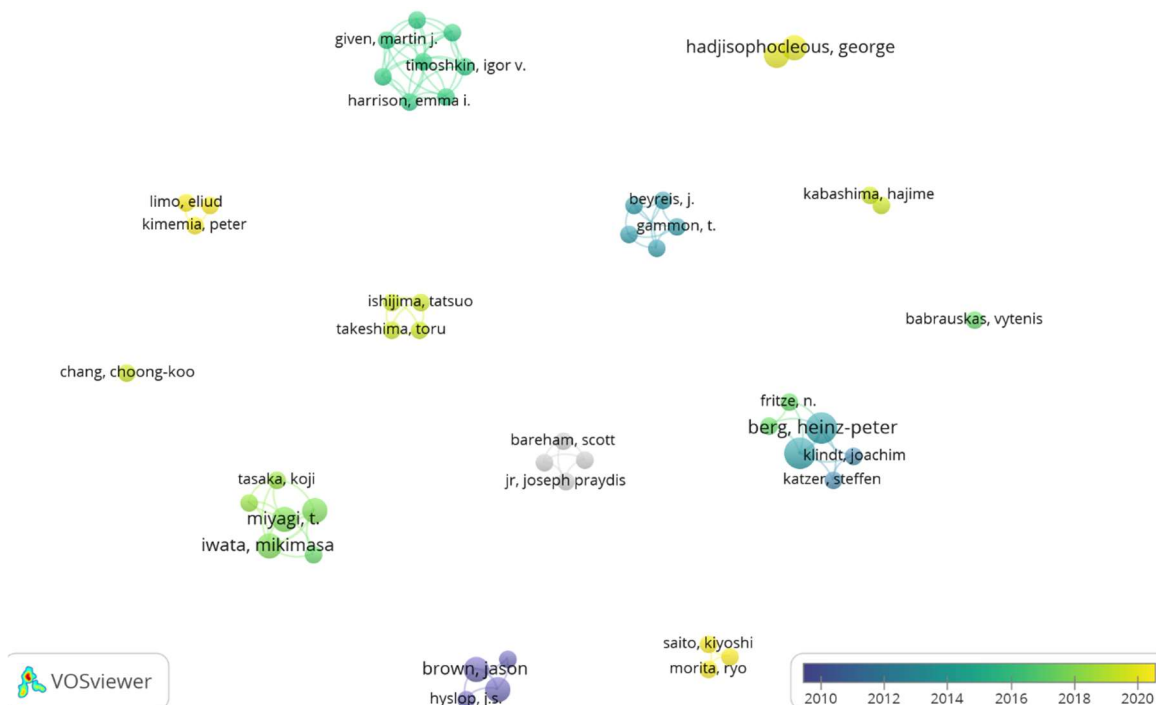 given, martin j.
timoshkin, igor v.
harrison, emma i.
hadjisophocleous, george
limo, eliud
kimemia, peter
beyreis, j.
gammon, t.
kabashima, hajime
ishijima, tatsuo
takeshima, toru
babrauskas, vytenis
chang, choong-koo
fritze, n.
berg, heinz-peter
klindt, joachim
katzer, steffen
bareham, scott
jr, joseph praydis
tasaka, koji
miyagi, t.
iwata, mikimasa
saito, kiyoshi
morita, ryo
brown, jason
hyslop, j.s.
VOSviewer
2010 2012 2014 2016 2018 2020